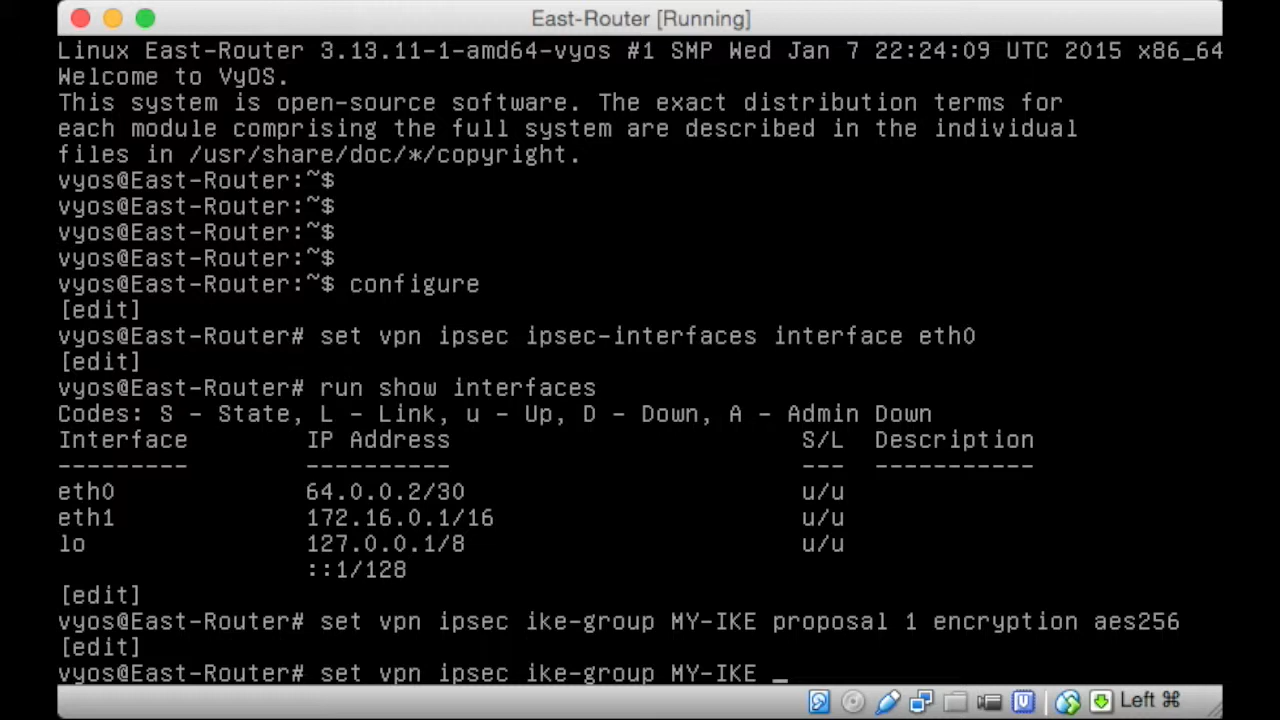 East-Router [Running]
Linux East-Router 3.13.11-1-amd64-vyos #1 SMP Wed Jan 7 22:24:09 UTC 2015 x86_64
Welcome to VyOS.
This system is open-source software. The exact distribution terms for
each module comprising the full system are described in the individual
files in /usr/share/doc/*/copyright.
vyos@East-Router:~$
vyos@East-Router:~$
vyos@East-Router:~$
vyos@East-Router:~$
vyos@East-Router:~$ configure
[edit]
vyos@East-Router# set vpn ipsec ipsec-interfaces interface eth0
[edit]
vyos@East-Router# run show interfaces
Codes: S - State, L - Link, u - Up, D - Down, A - Admin Down
Interface        IP Address                        S/L  Description
---------        ----------                        ---  -----------
eth0             64.0.0.2/30                       u/u
eth1             172.16.0.1/16                     u/u
lo               127.0.0.1/8                       u/u
                 ::1/128
[edit]
vyos@East-Router# set vpn ipsec ike-group MY-IKE proposal 1 encryption aes256
[edit]
vyos@East-Router# set vpn ipsec ike-group MY-IKE _
Left ⌘